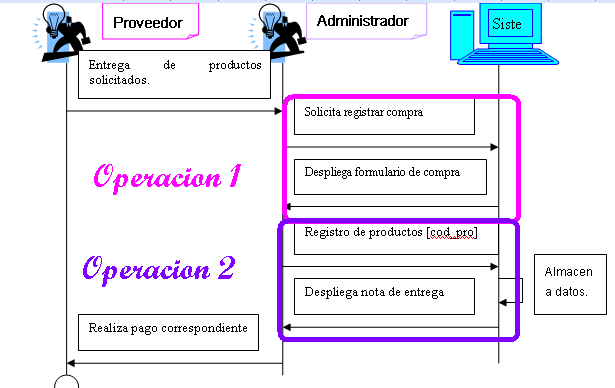 Proveedor
Administrador
Siste
Entrega de productos
solicitados.
Solicita registrar compra
Operacion 1
Despliega formulario de compra
Registro de productos [cod_pro]
Operacion 2
Almacen
a datos.
Despliega nota de entrega
Realiza pago correspondiente